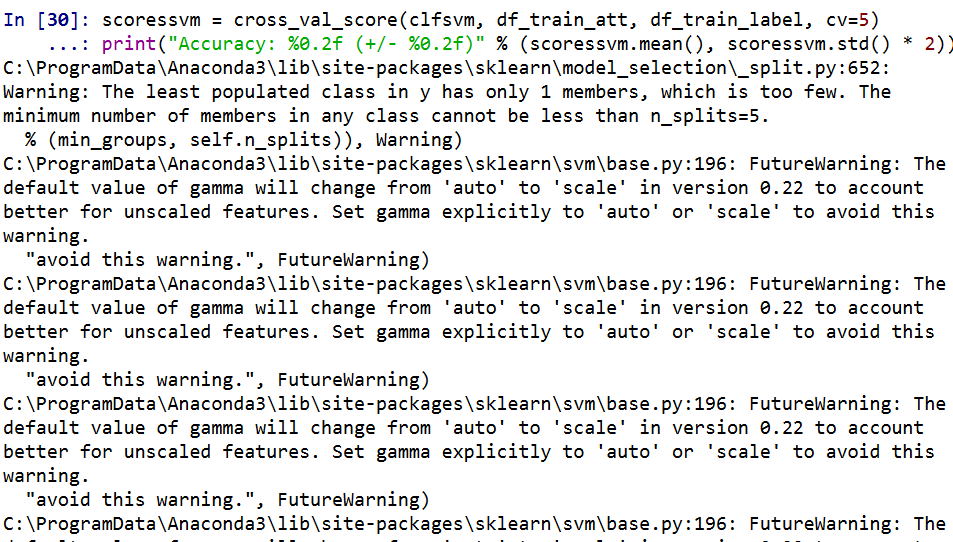 In [30]: scoressvm = cross_val_score(clfsvm, df_train_att, df_train_label, cv=5)
...: print("Accuracy: %0.2f (+/- %0.2f)" % (scoressvm.mean(), scoressvm.std() * 2))
C:\ProgramData\Anaconda3\lib\site-packages\sklearn\model_selection\_split.py:652:
Warning: The least populated class in y has only 1 members, which is too few. The
minimum number of members in any class cannot be less than n_splits=5.
% (min_groups, self.n_splits)), Warning)
C:\ProgramData\Anaconda3\lib\site-packages\sklearn\svm\base.py:196: FutureWarning: The
default value of gamma will change from 'auto' to 'scale' in version 0.22 to account
better for unscaled features. Set gamma explicitly to 'auto' or 'scale' to avoid this
warning.
"avoid this warning.", FutureWarning)
C:\ProgramData\Anaconda3\lib\site-packages\sklearn\svm\base.py:196: FutureWarning: The
default value of gamma will change from 'auto' to 'scale' in version 0.22 to account
better for unscaled features. Set gamma explicitly to 'auto' or 'scale' to avoid this
warning.
"avoid this warning.", FutureWarning)
C:\ProgramData\Anaconda3\lib\site-packages\sklearn\svm\base.py:196: FutureWarning: The
default value of gamma will change from 'auto' to 'scale' in version 0.22 to account
better for unscaled features. Set gamma explicitly to 'auto' or 'scale' to avoid this
warning.
"avoid this warning.", FutureWarning)
C:\ProgramData\Anaconda3\lib\site-packages\sklearn\svm\base.py:196: FutureWarning: The